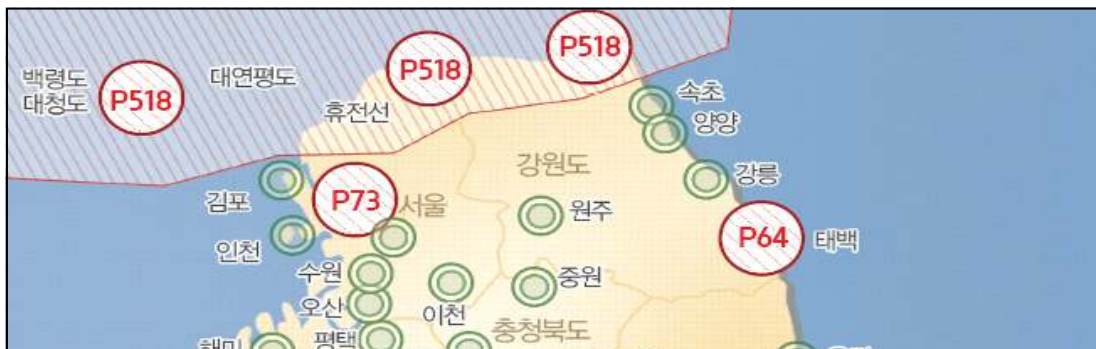 P518
P518
백령도
대청도
P518
대연평도
휴전선
속초
양양
강원도
강릉
김포
P73
서울
원주
P64
태백
인천
수원
중원
오산
이천
충청북도
평택
해미